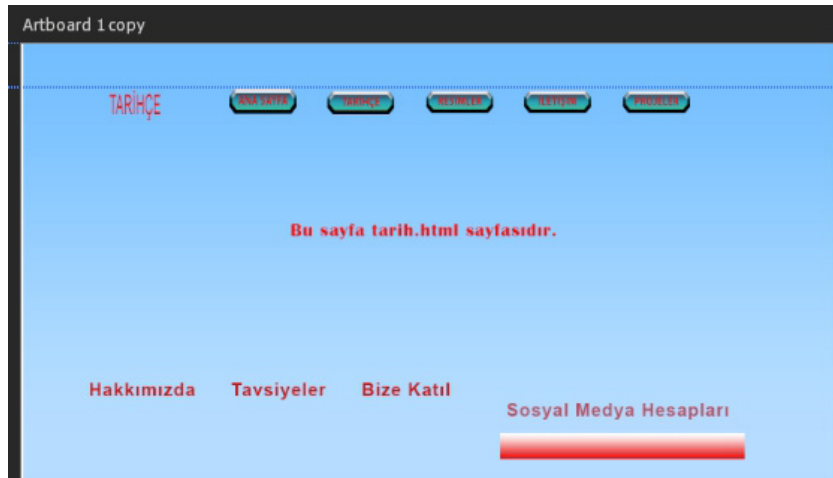 Artboard 1 copy
TARİHÇE
ANA SAYFA TARİHÇE RESİMLER İLETİŞİM PROJELER
Bu sayfa tarih.html sayfasıdır.
Hakkımızda Tavsiyeler Bize Katıl
Sosyal Medya Hesapları